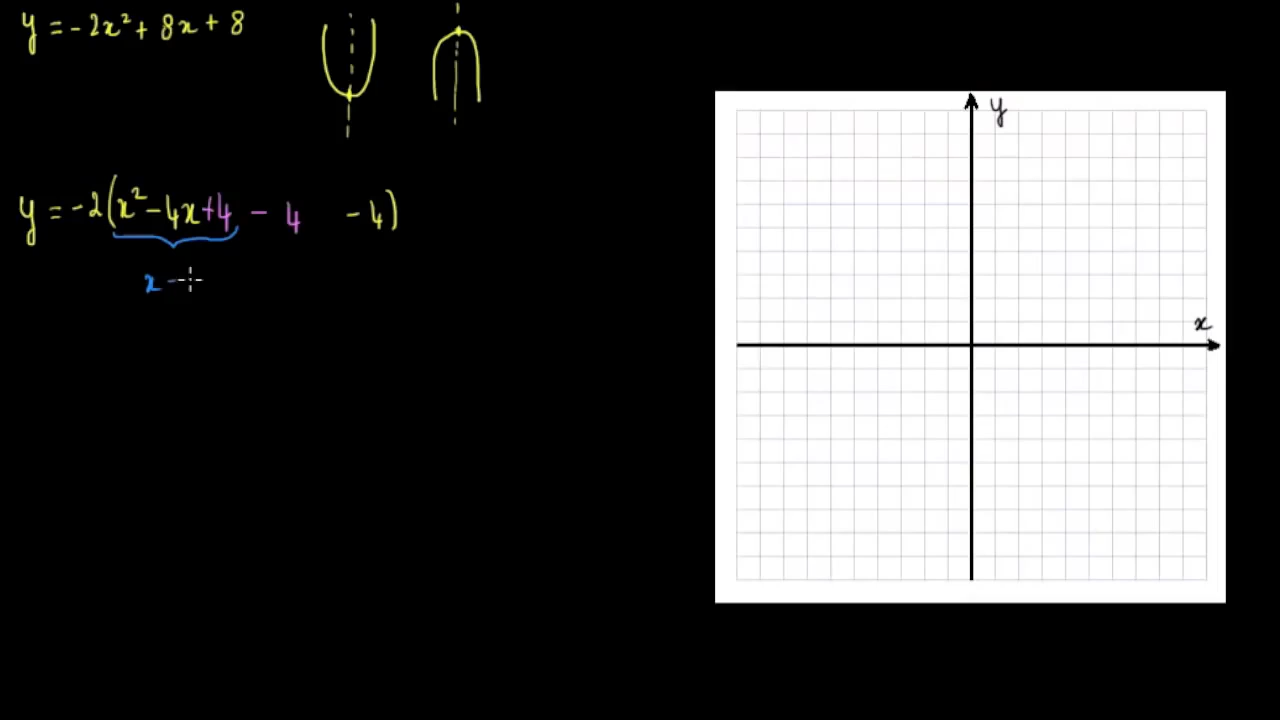 y = -2x² + 8x + 8
y = -2(x² - 4x + 4 - 4 - 4)
x -
y
x